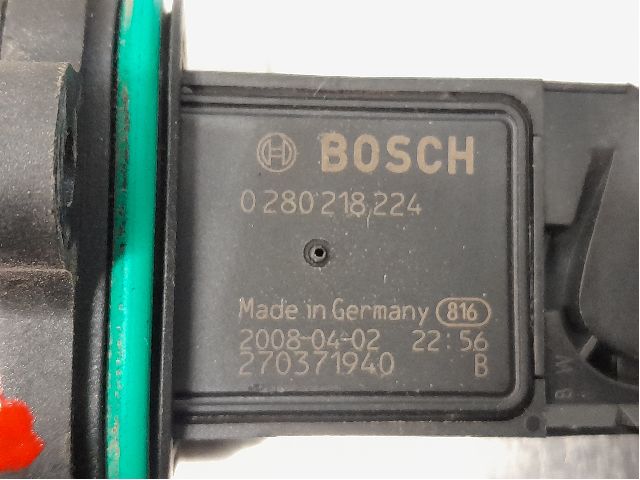 BOSCH
0 280 218 224
Made in Germany 816
2008-04-02 22:56
270371940 B
B W